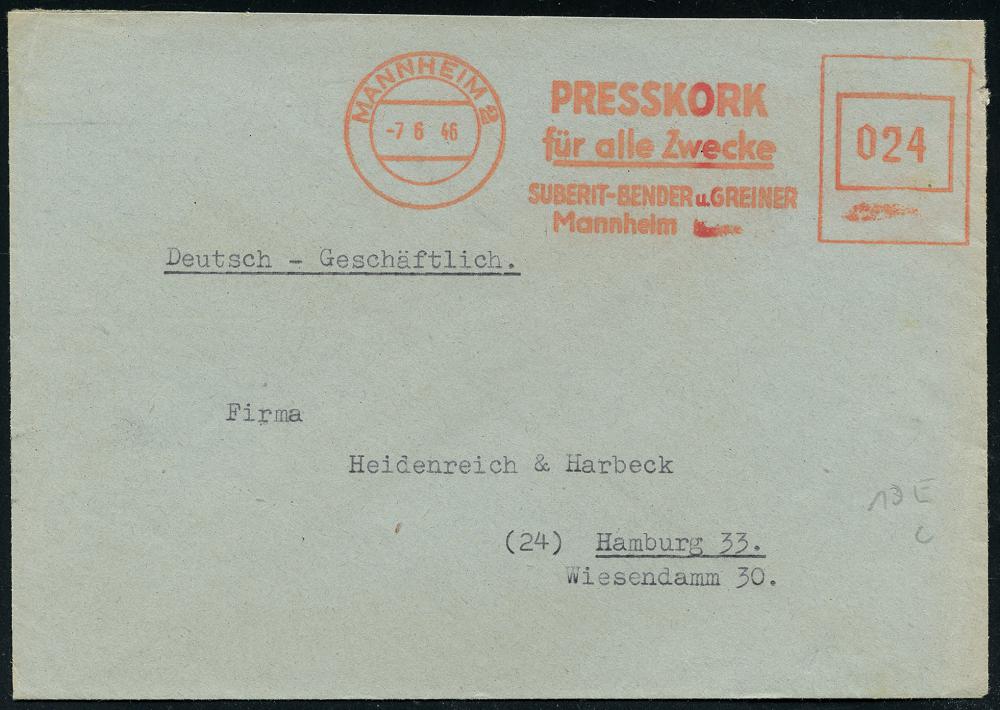 MANNHEIM 2
-7 6 46
PRESSKORK
für alle Zwecke
SUBERIT-BENDER u. GREINER
Mannheim
024
Deutsch - Geschäftlich.
Firma
Heidenreich & Harbeck
(24) Hamburg 33.
Wiesendamm 30.